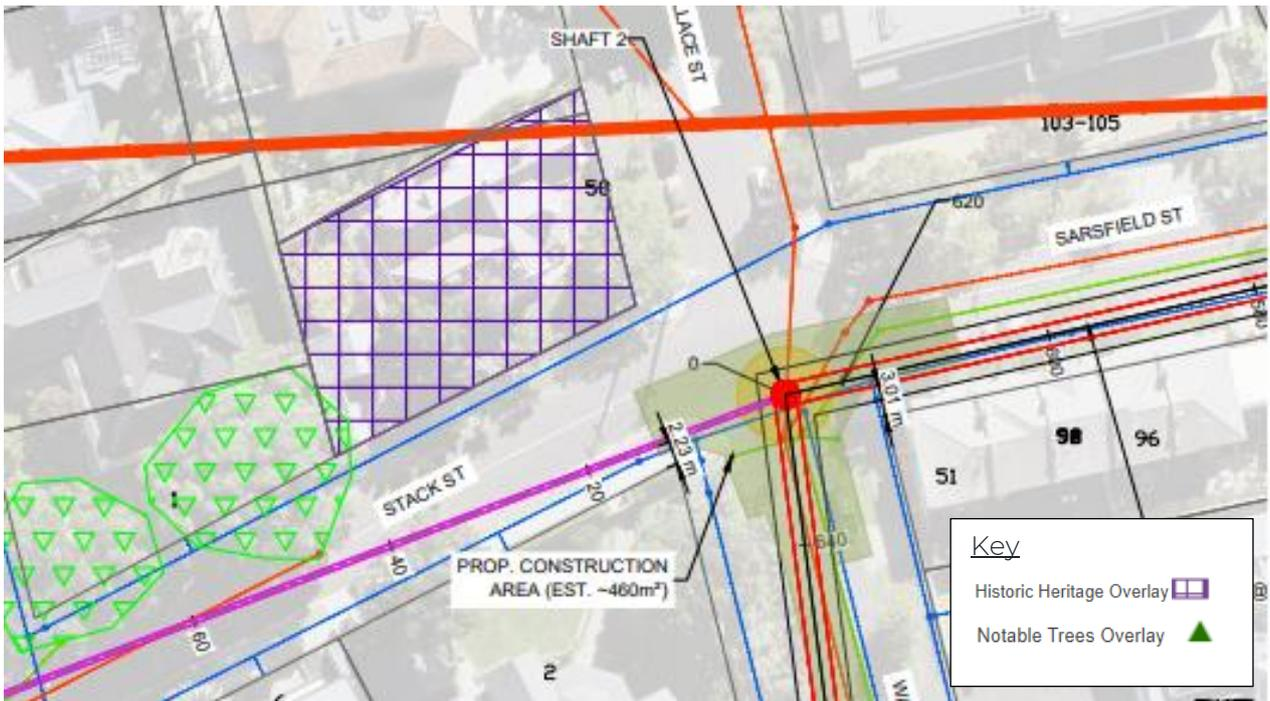 SHAFT 2
LACE ST
103-105
620
SARSFIELD ST
0
3.01 m
2.23 m
98
96
51
STACK ST
20
40
60
640
PROP. CONSTRUCTION
AREA (EST. ~460m²)
2
Key
Historic Heritage Overlay
Notable Trees Overlay